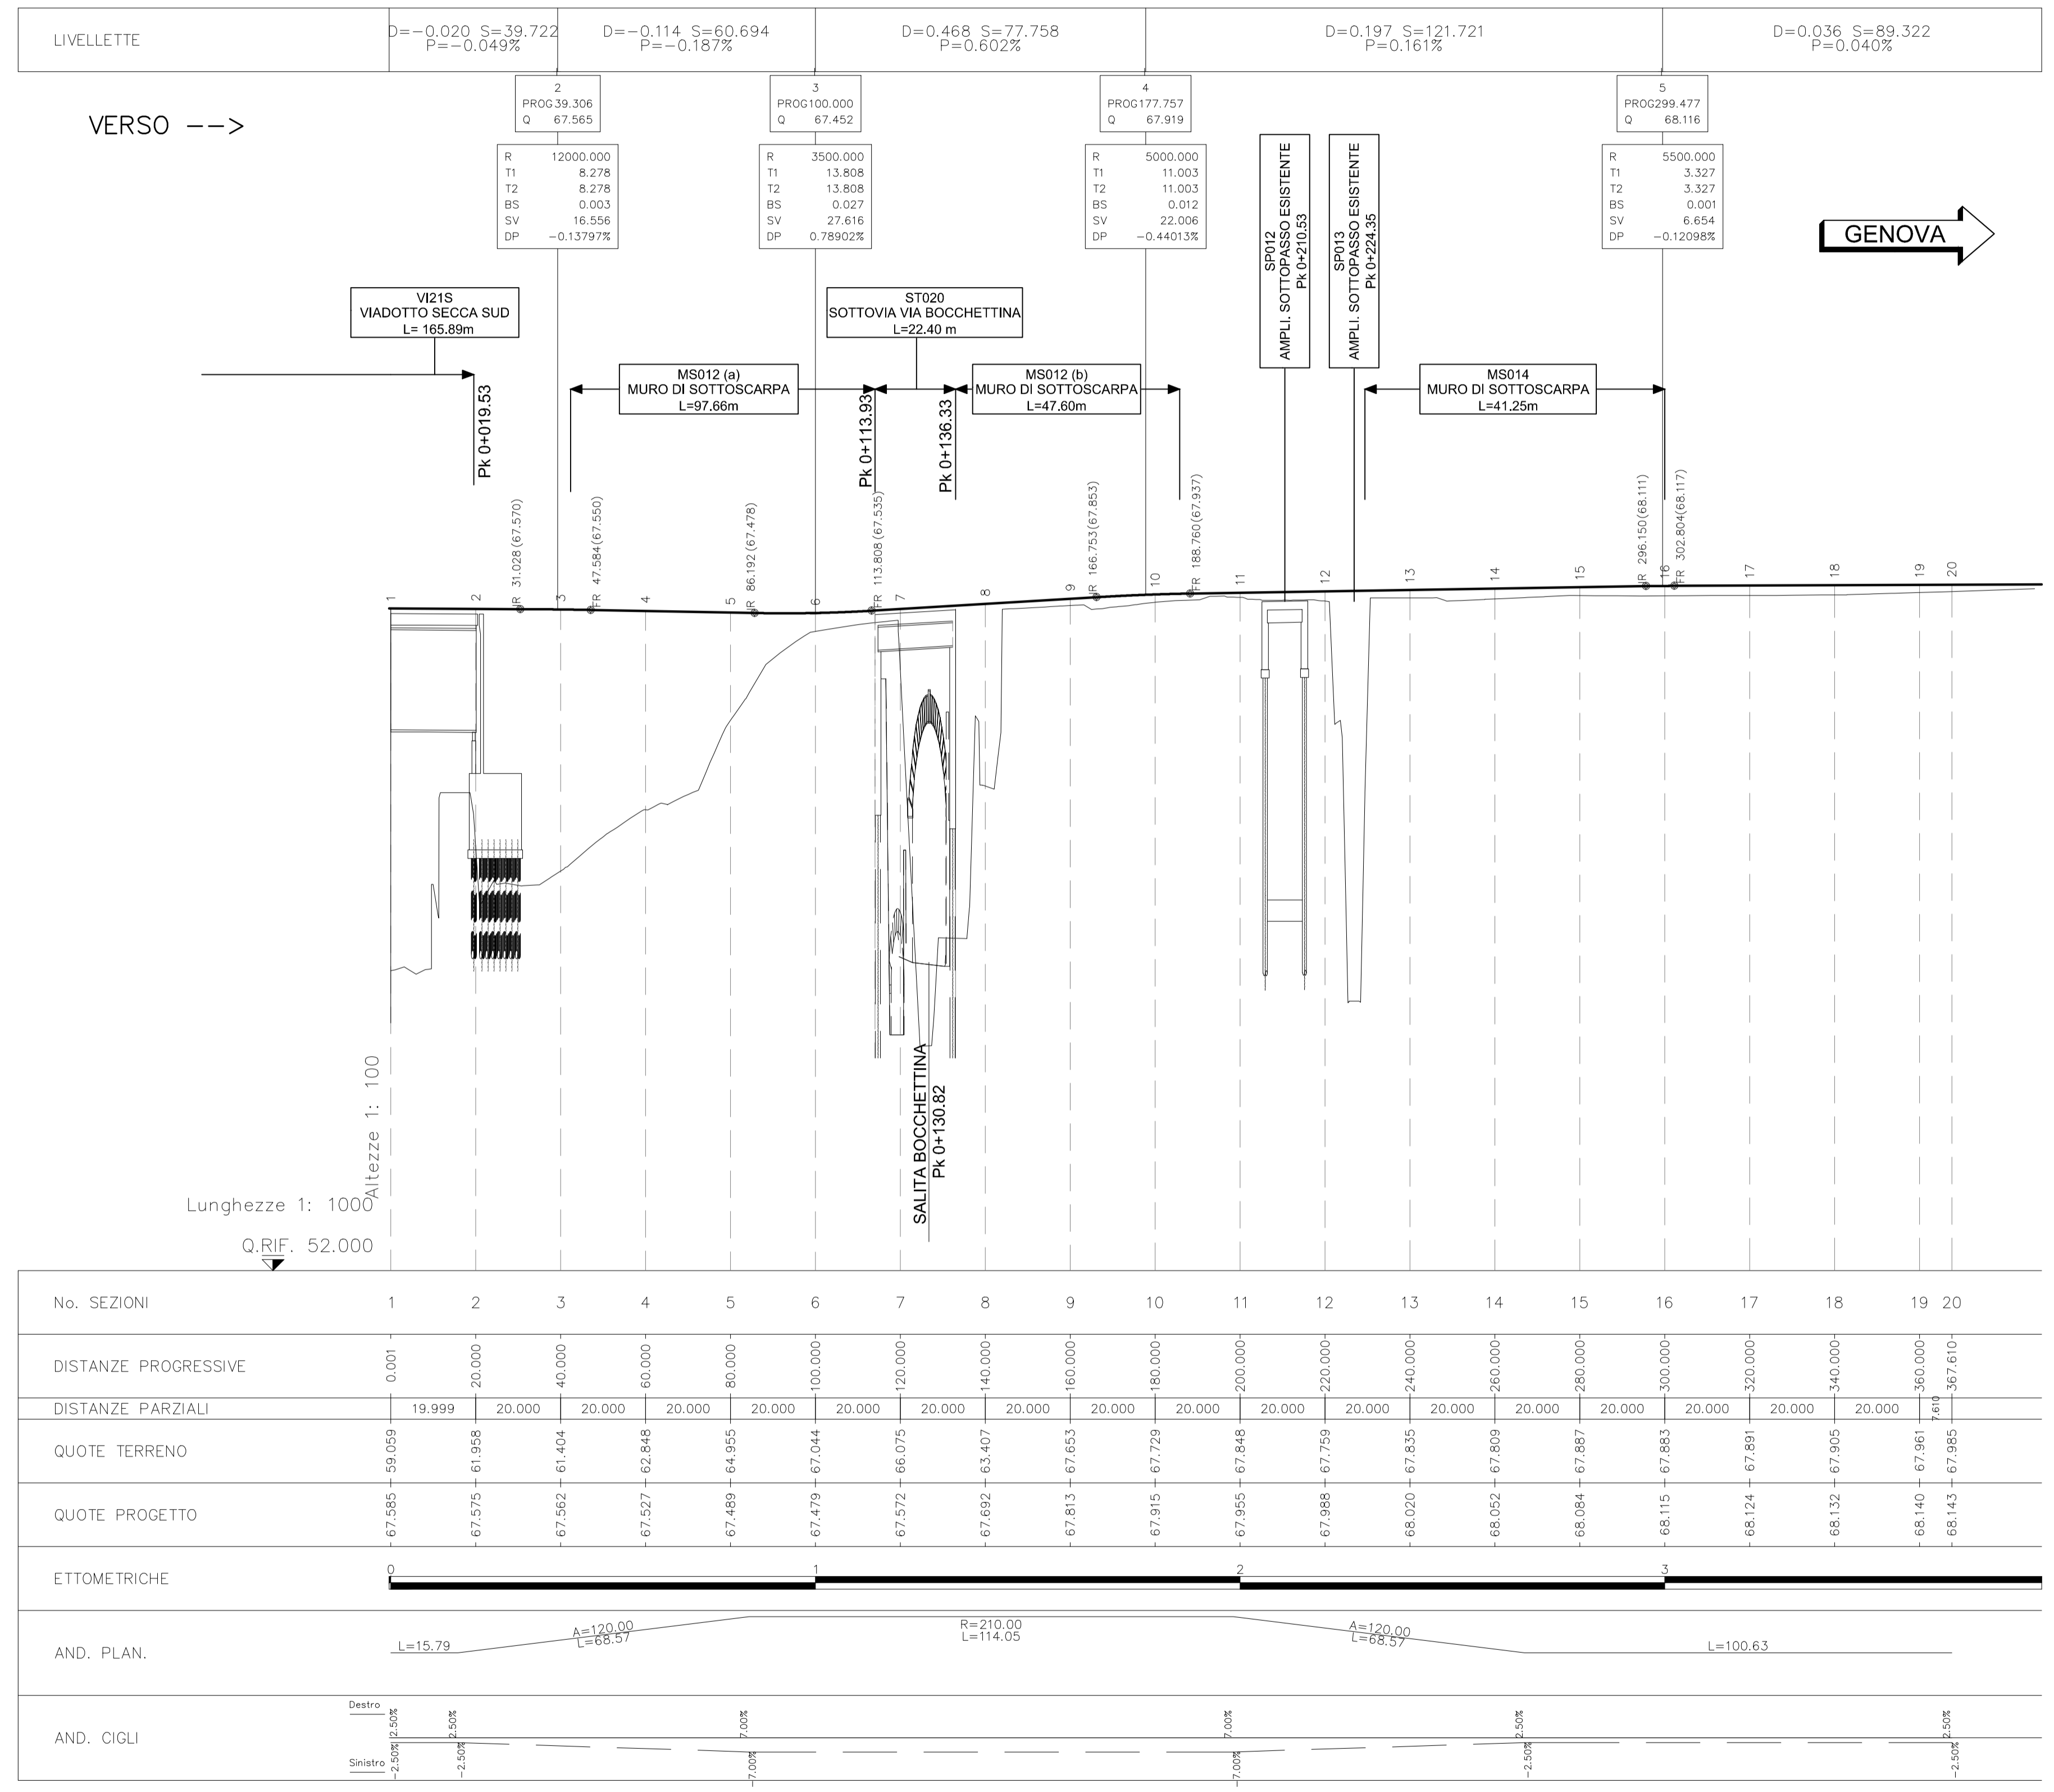 LIVELLETTE
D=−0.020 S=39.722
P=−0.049%
D=−0.114 S=60.694
P=−0.187%
D=0.468 S=77.758
P=0.602%
D=0.197 S=121.721
P=0.161%
D=0.036 S=89.322
P=0.040%
VERSO −−>
2
PROG 39.306
Q 67.565
R 12000.000
T1 8.278
T2 8.278
BS 0.003
SV 16.556
DP −0.13797%
3
PROG 100.000
Q 67.452
R 3500.000
T1 13.808
T2 13.808
BS 0.027
SV 27.616
DP 0.78902%
4
PROG 177.757
Q 67.919
R 5000.000
T1 11.003
T2 11.003
BS 0.012
SV 22.006
DP −0.44013%
5
PROG 299.477
Q 68.116
R 5500.000
T1 3.327
T2 3.327
BS 0.001
SV 6.654
DP −0.12098%
SP012
AMPLI. SOTTOPASSO ESISTENTE
Pk 0+210.53
SP013
AMPLI. SOTTOPASSO ESISTENTE
Pk 0+224.35
GENOVA
VI21S
VIADOTTO SECCA SUD
L= 165.89m
ST020
SOTTOVIA VIA BOCCHETTINA
L=22.40 m
MS012 (a)
MURO DI SOTTOSCARPA
L=97.66m
MS012 (b)
MURO DI SOTTOSCARPA
L=47.60m
MS014
MURO DI SOTTOSCARPA
L=41.25m
Pk 0+019.53
Pk 0+113.93
Pk 0+136.33
IR 31.028 (67.570)
FR 47.584 (67.550)
IR 86.192 (67.478)
FR 113.808 (67.535)
IR 166.753 (67.853)
FR 188.760 (67.937)
IR 296.150 (68.111)
FR 302.804 (68.117)
1 2 3 4 5 6 7 8 9 10 11 12 13 14 15 16 17 18 19 20
SALITA BOCCHETTINA
Pk 0+130.82
Altezze 1: 100
Lunghezze 1: 1000
Q.RIF. 52.000
No. SEZIONI 1 2 3 4 5 6 7 8 9 10 11 12 13 14 15 16 17 18 19 20
DISTANZE PROGRESSIVE 0.001 20.000 40.000 60.000 80.000 100.000 120.000 140.000 160.000 180.000 200.000 220.000 240.000 260.000 280.000 300.000 320.000 340.000 360.000 367.610
DISTANZE PARZIALI 19.999 20.000 20.000 20.000 20.000 20.000 20.000 20.000 20.000 20.000 20.000 20.000 20.000 20.000 20.000 20.000 20.000 20.000 7.610
QUOTE TERRENO 59.059 61.958 61.404 62.848 64.955 67.044 66.075 63.407 67.653 67.729 67.848 67.759 67.835 67.809 67.887 67.883 67.891 67.905 67.961 67.985
QUOTE PROGETTO 67.585 67.575 67.562 67.527 67.489 67.479 67.572 67.692 67.813 67.915 67.955 67.988 68.020 68.052 68.084 68.115 68.124 68.132 68.140 68.143
ETTOMETRICHE 0 1 2 3
AND. PLAN.
L=15.79
A=120.00
L=68.57
R=210.00
L=114.05
A=120.00
L=68.57
L=100.63
AND. CIGLI
Destro
2.50% 2.50% 7.00% 7.00% 2.50% 2.50%
Sinistro
−2.50% −2.50% −7.00% −7.00% −2.50% −2.50%